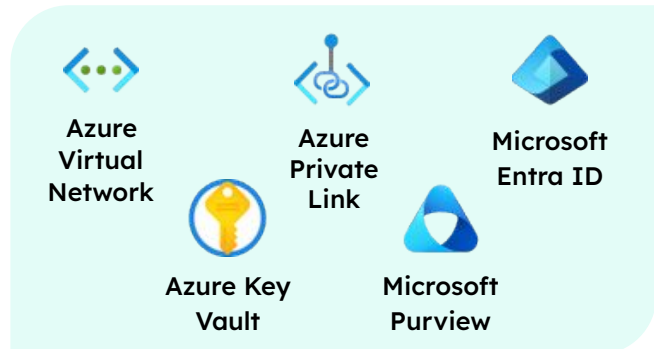 Azure
Virtual
Network
Azure
Private
Link
Microsoft
Entra ID
Azure Key
Vault
Microsoft
Purview